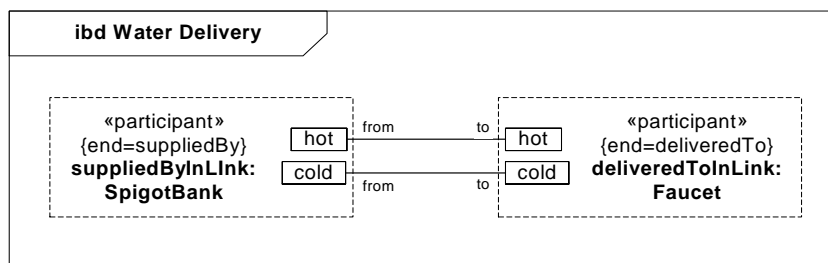 ibd Water Delivery
«participant»
{end=suppliedBy}
suppliedByInLInk:
SpigotBank
hot
cold
from
to
from
to
hot
cold
«participant»
{end=deliveredTo}
deliveredToInLink:
Faucet